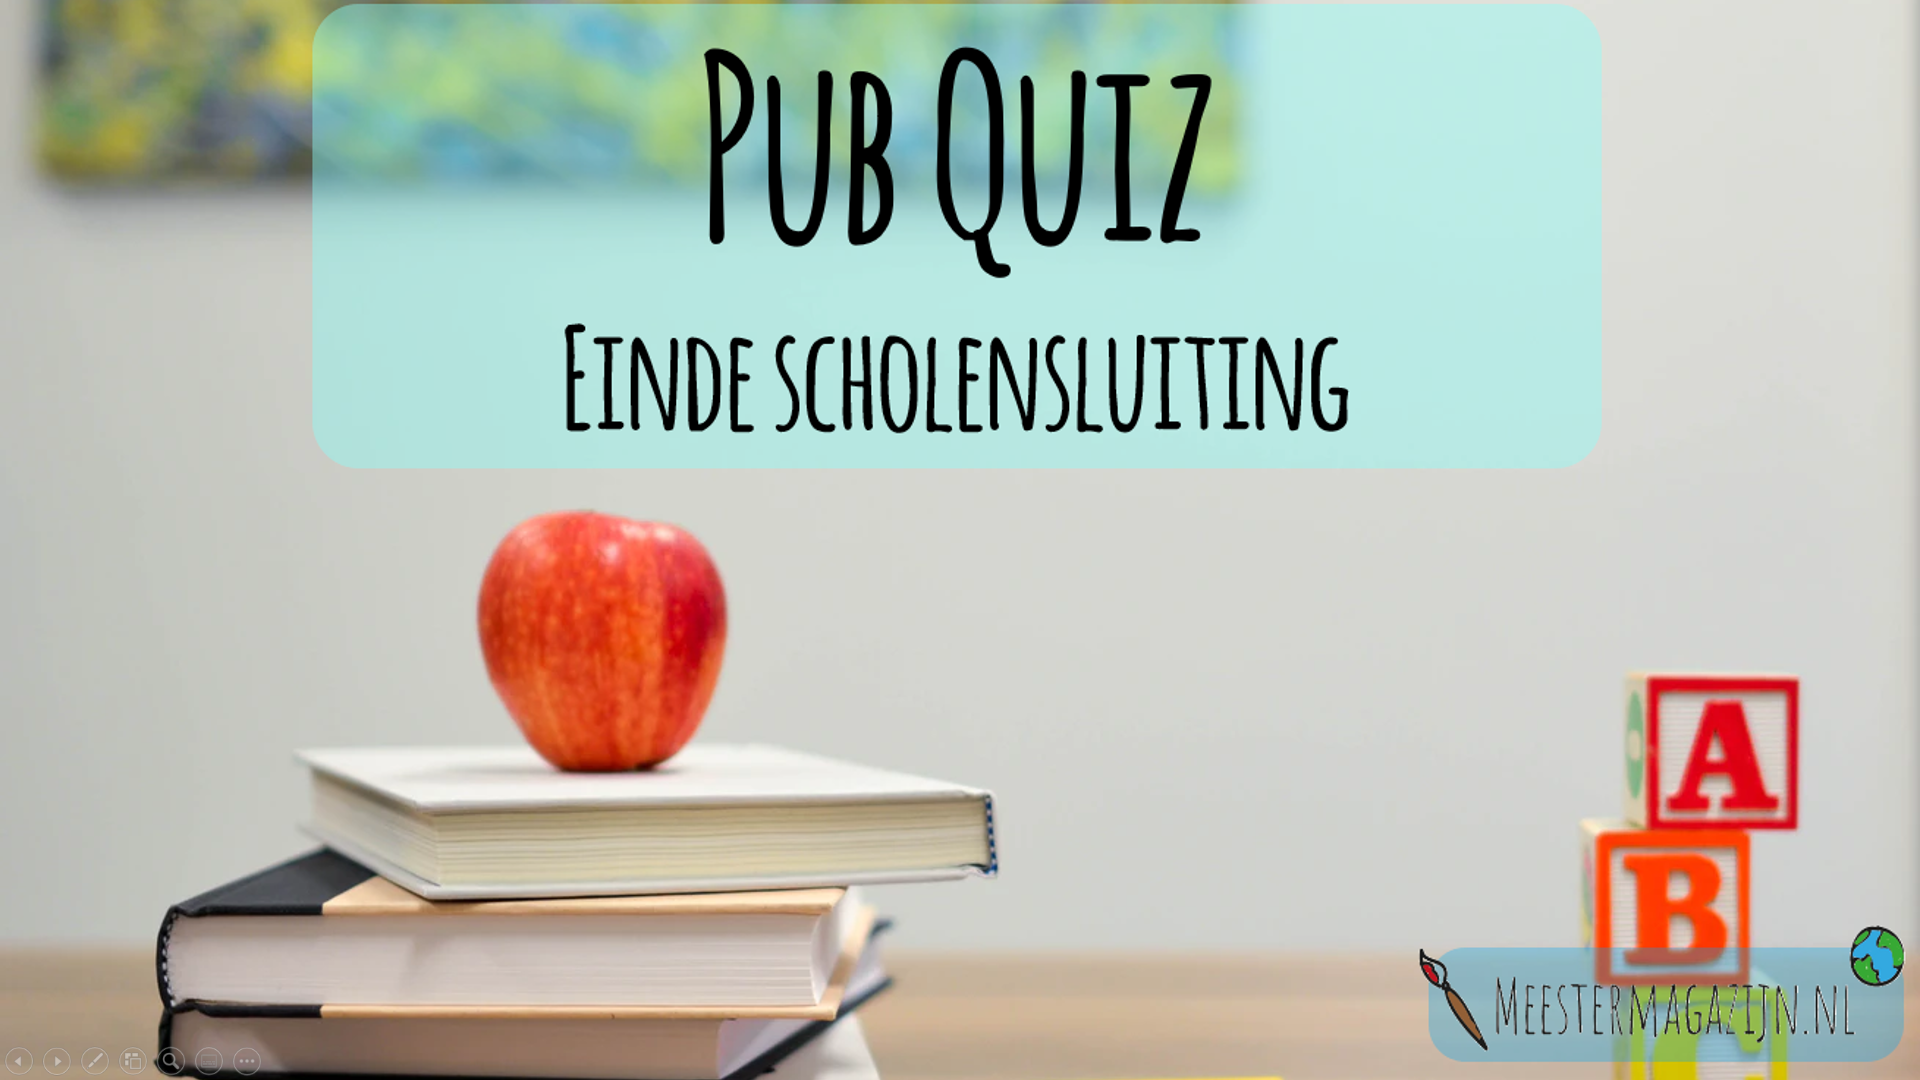 Pub Quiz
Einde scholensluiting
A
B
C
Meestermagazijn.nl